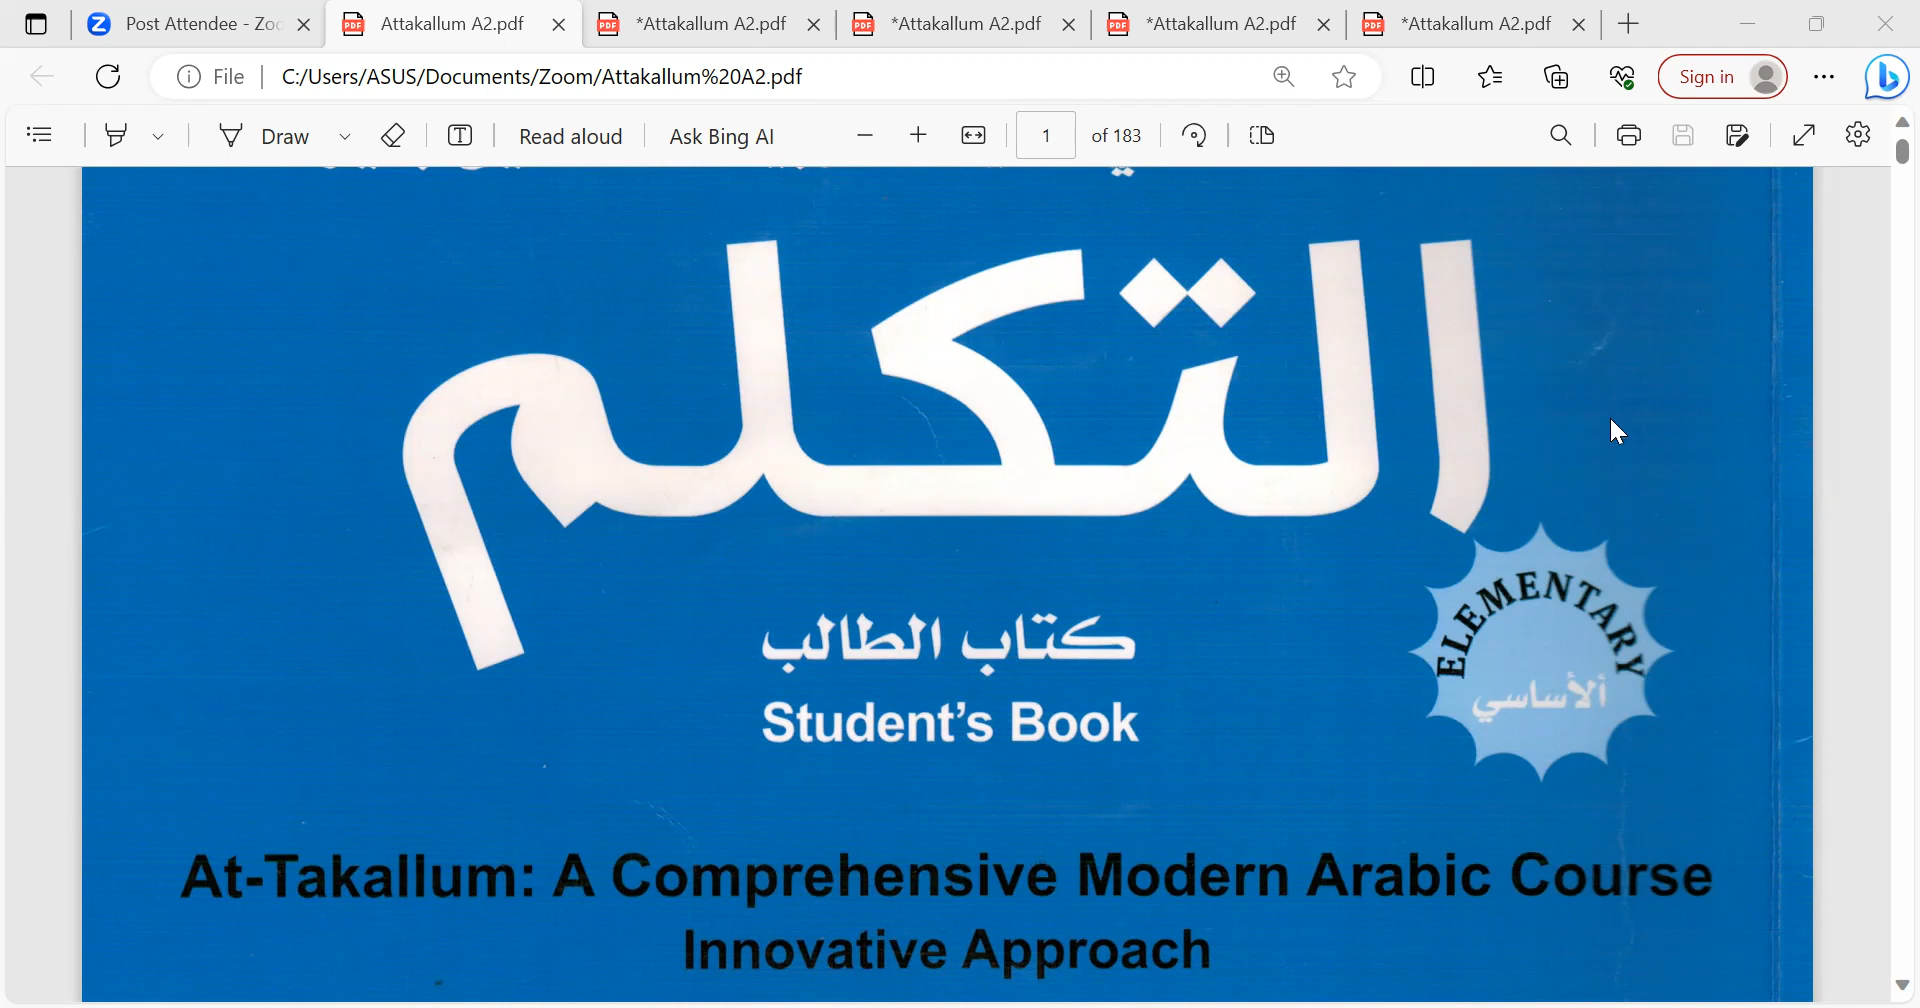 Post Attendee - Zoo
Attakallum A2.pdf
*Attakallum A2.pdf
*Attakallum A2.pdf
*Attakallum A2.pdf
*Attakallum A2.pdf
File
C:/Users/ASUS/Documents/Zoom/Attakallum%20A2.pdf
Sign in
Draw
Read aloud
Ask Bing AI
1
of 183
التكلم
كتاب الطالب
Student's Book
ELEMENTARY
ألأساسي
At-Takallum: A Comprehensive Modern Arabic Course
Innovative Approach